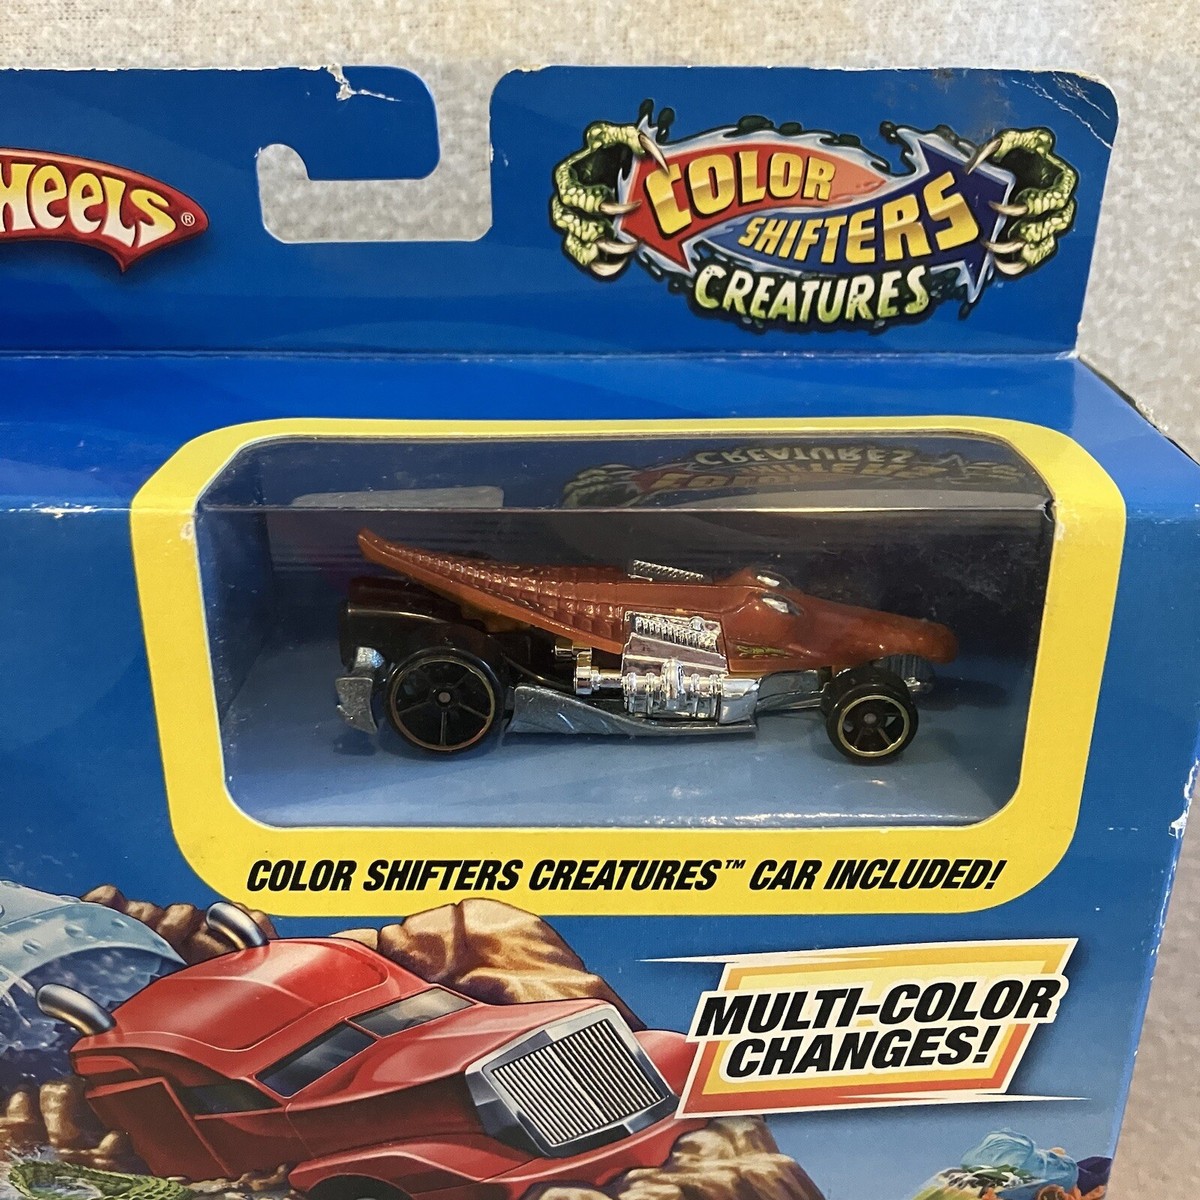 HEELS®
COLOR
SHIFTERS
CREATURES
COLOR SHIFTERS CREATURES™ CAR INCLUDED!
MULTI-COLOR
CHANGES!